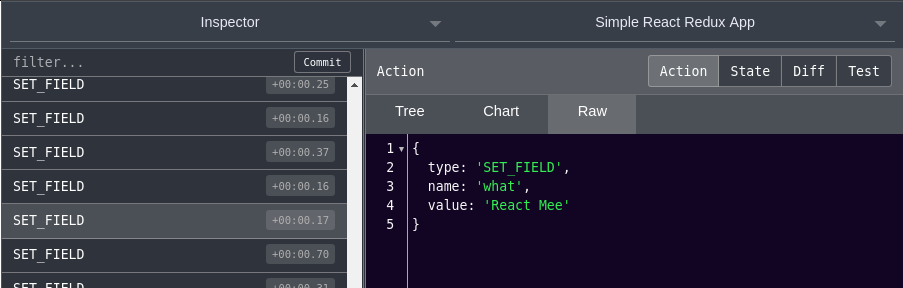 Inspector
Simple React Redux App
filter...
Commit
SET_FIELD +00:00.25
SET_FIELD +00:00.16
SET_FIELD +00:00.37
SET_FIELD +00:00.16
SET_FIELD +00:00.17
SET_FIELD +00:00.70
SET_FIELD +00:00.31
Action
Action State Diff Test
Tree Chart Raw
1 {
2 type: 'SET_FIELD',
3 name: 'what',
4 value: 'React Mee'
5 }